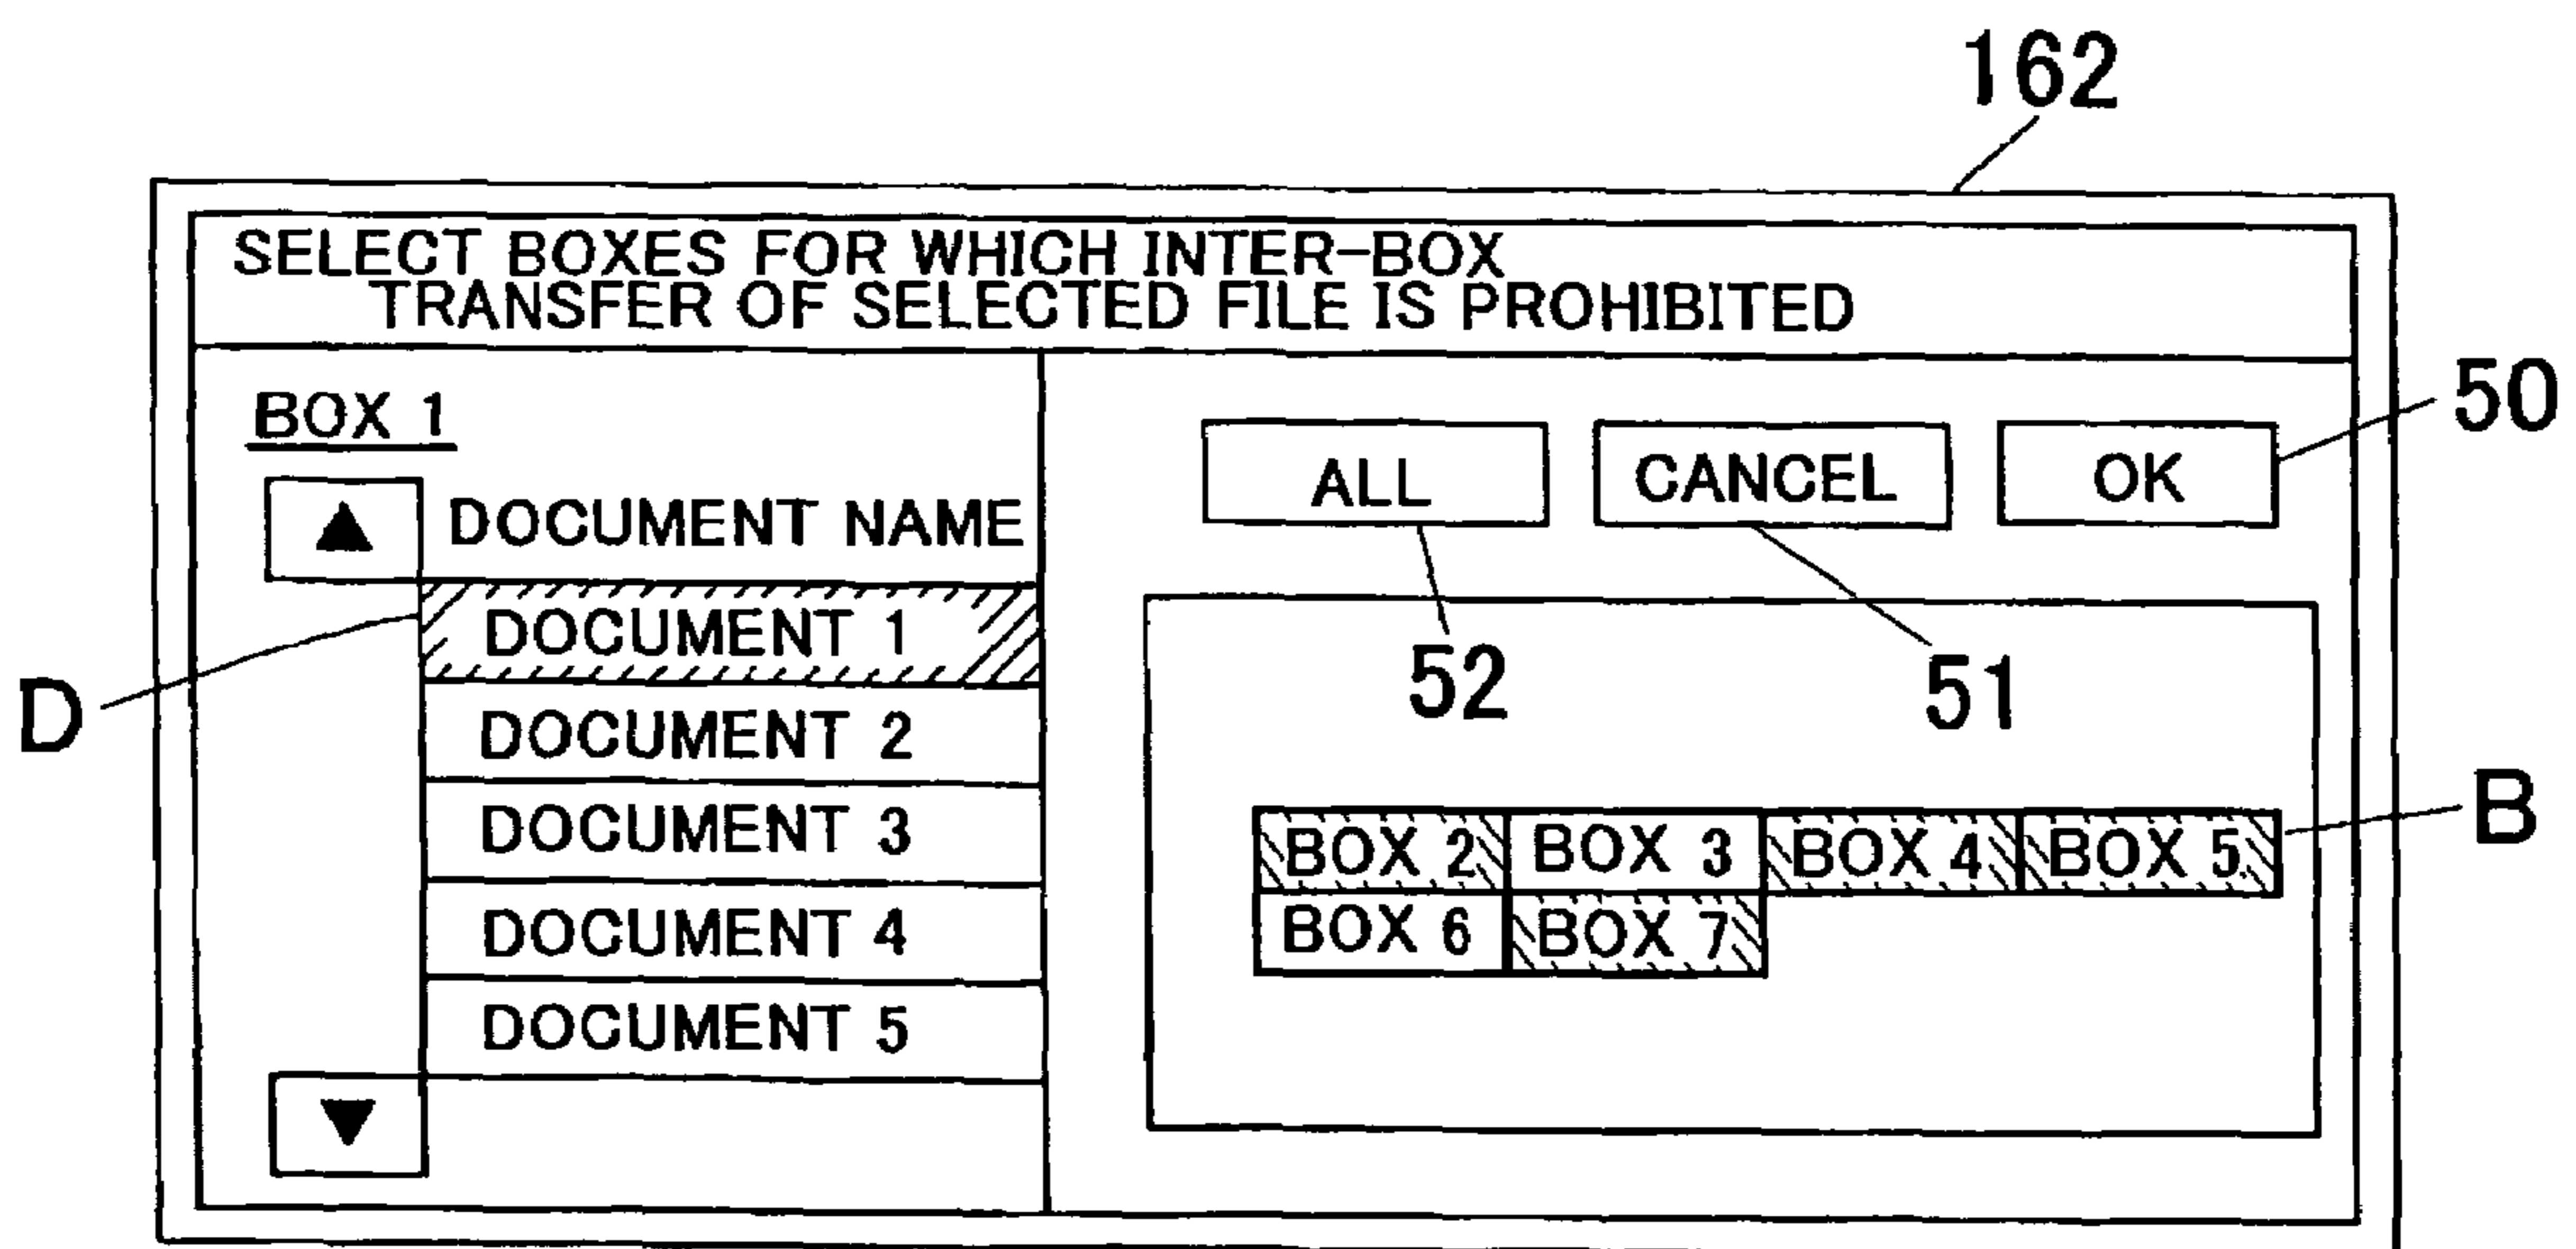 162
SELECT BOXES FOR WHICH INTER-BOX
TRANSFER OF SELECTED FILE IS PROHIBITED
BOX 1
▲ DOCUMENT NAME
DOCUMENT 1
DOCUMENT 2
DOCUMENT 3
DOCUMENT 4
DOCUMENT 5
▼
D
ALL CANCEL OK
50
52 51
BOX 2 BOX 3 BOX 4 BOX 5
BOX 6 BOX 7
B